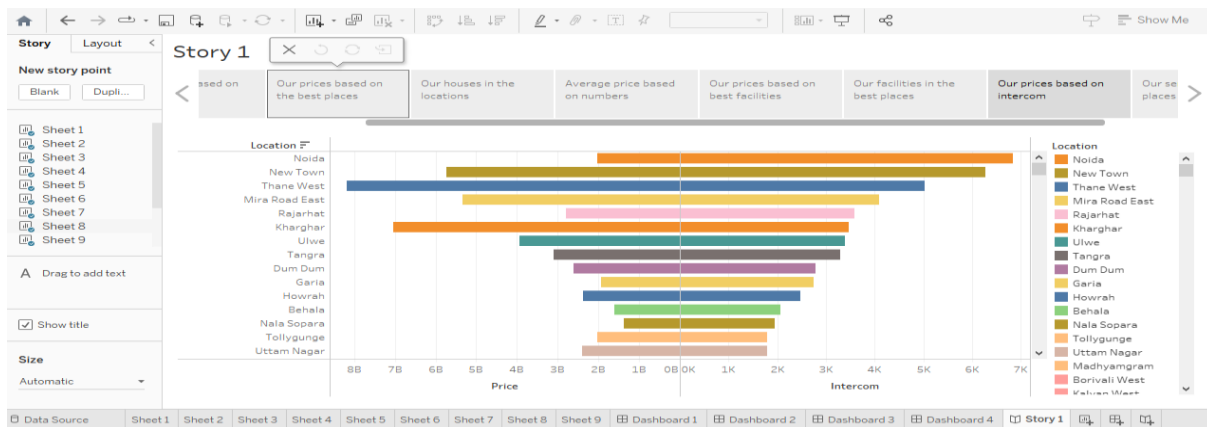 Show Me
Story Layout <
Story 1
New story point
Blank Dupli...
ased on
Our prices based on
the best places
Our houses in the
locations
Average price based
on numbers
Our prices based on
best facilities
Our facilities in the
best places
Our prices based on
intercom
Our se
places
Sheet 1
Sheet 2
Sheet 3
Sheet 4
Sheet 5
Sheet 6
Sheet 7
Sheet 8
Sheet 9
A Drag to add text
Show title
Size
Automatic
Location
Noida
New Town
Thane West
Mira Road East
Rajarhat
Kharghar
Ulwe
Tangra
Dum Dum
Garia
Howrah
Behala
Nala Sopara
Tollygunge
Uttam Nagar
8B 7B 6B 5B 4B 3B 2B 1B 0B 0K 1K 2K 3K 4K 5K 6K 7K
Price Intercom
Location
Noida
New Town
Thane West
Mira Road East
Rajarhat
Kharghar
Ulwe
Tangra
Dum Dum
Garia
Howrah
Behala
Nala Sopara
Tollygunge
Uttam Nagar
Madhyamgram
Borivali West
Kalyan West
Data Source Sheet 1 Sheet 2 Sheet 3 Sheet 4 Sheet 5 Sheet 6 Sheet 7 Sheet 8 Sheet 9 Dashboard 1 Dashboard 2 Dashboard 3 Dashboard 4 Story 1